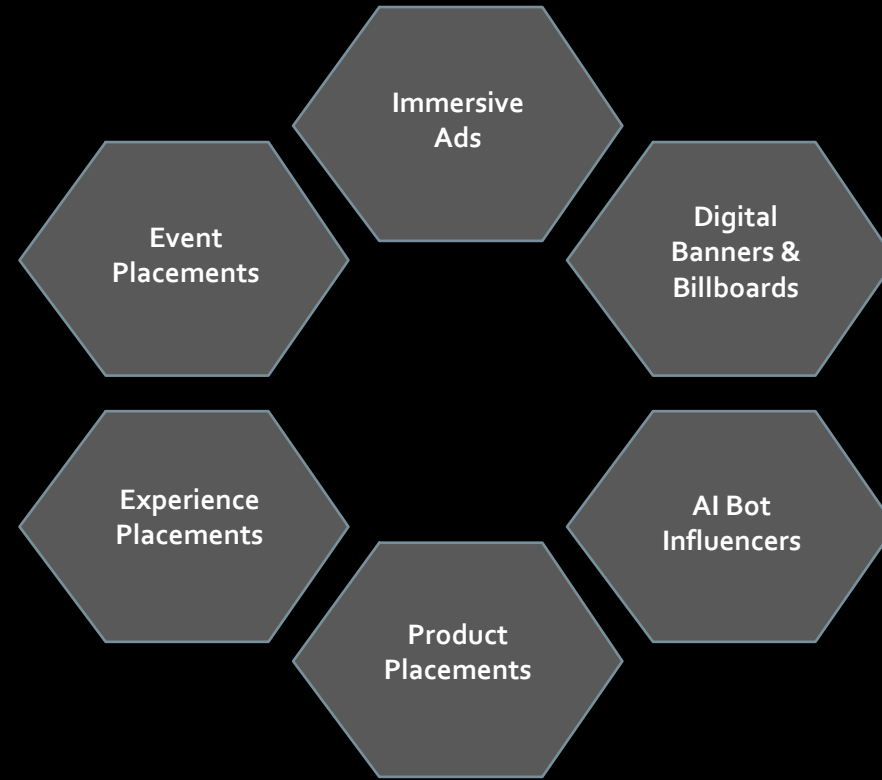 Immersive
Ads
Digital
Banners &
Billboards
AI Bot
Influencers
Product
Placements
Experience
Placements
Event
Placements